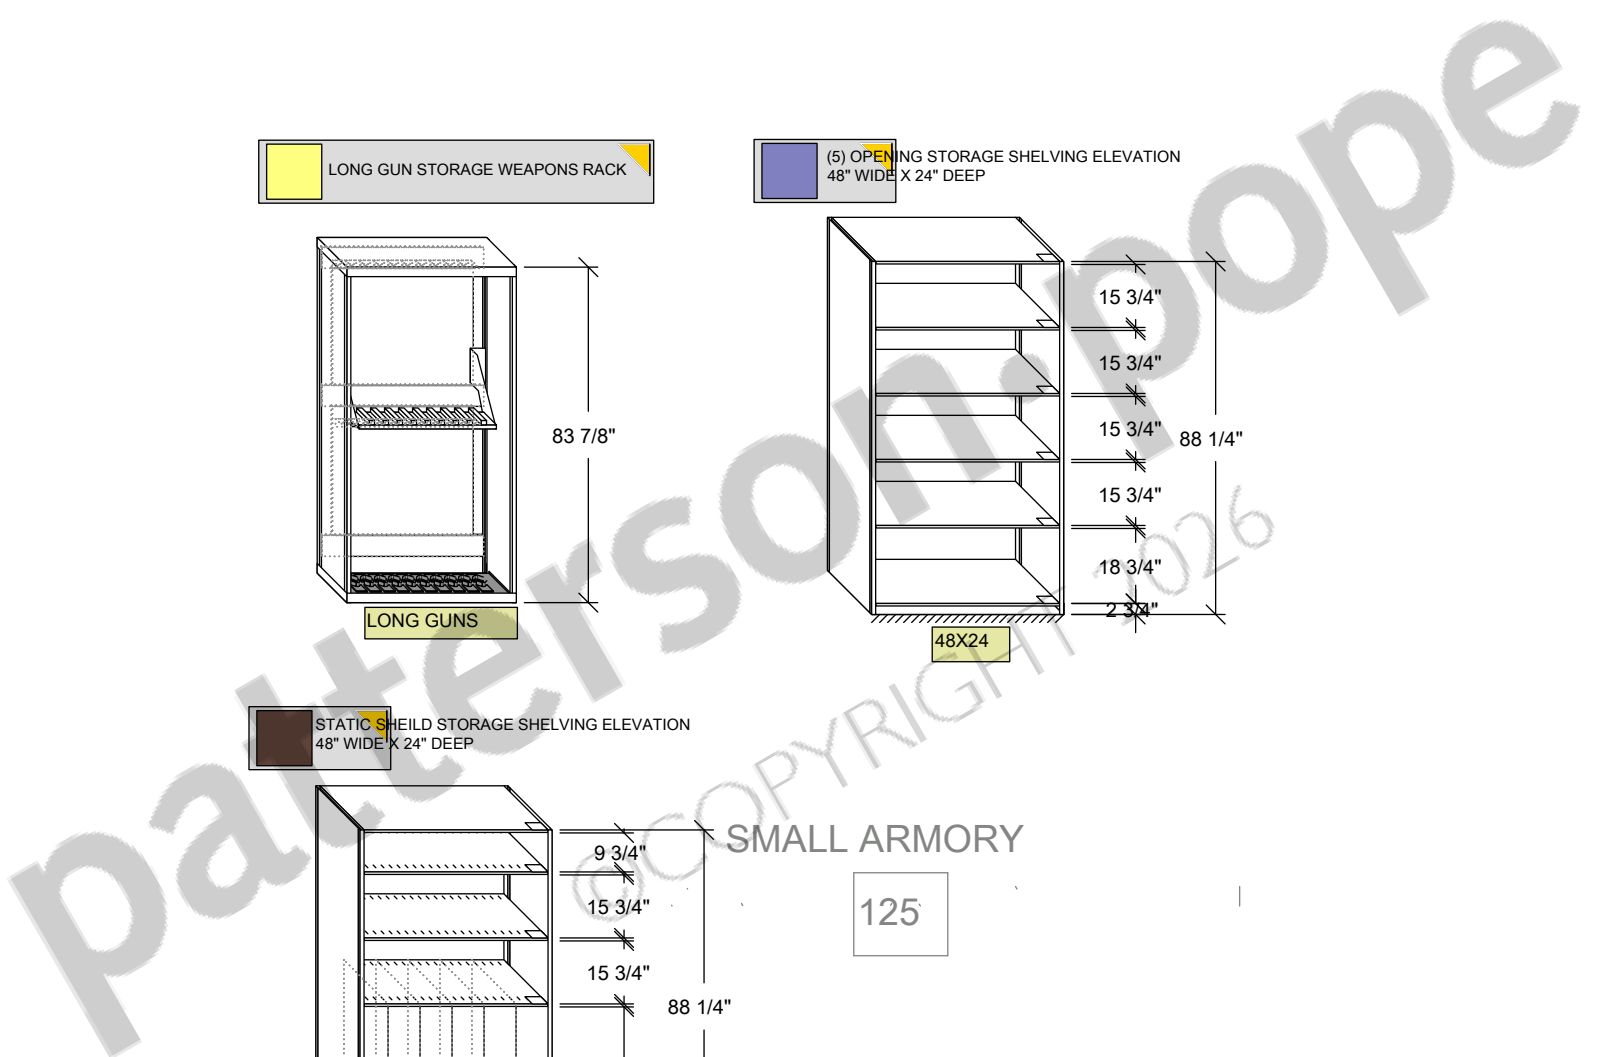 LONG GUN STORAGE WEAPONS RACK
(5) OPENING STORAGE SHELVING ELEVATION
48" WIDE X 24" DEEP
83 7/8"
LONG GUNS
15 3/4"
15 3/4"
15 3/4"
15 3/4"
18 3/4"
2 3/4"
88 1/4"
48X24
STATIC SHEILD STORAGE SHELVING ELEVATION
48" WIDE X 24" DEEP
9 3/4"
15 3/4"
15 3/4"
88 1/4"
SMALL ARMORY
125
patterson·pope
©COPYRIGHT 2026